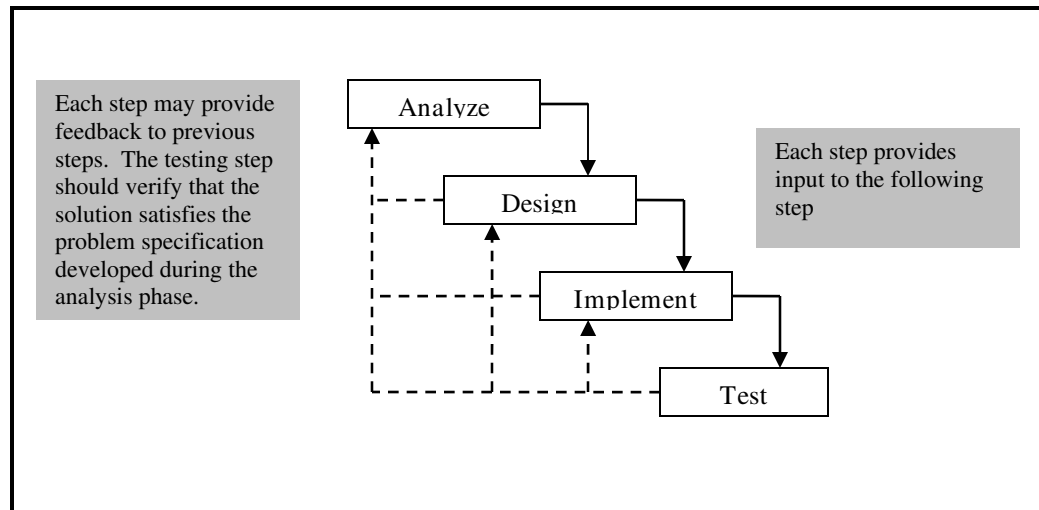 Each step may provide
feedback to previous
steps. The testing step
should verify that the
solution satisfies the
problem specification
developed during the
analysis phase.
Analyze
Design
Implement
Test
Each step provides
input to the following
step